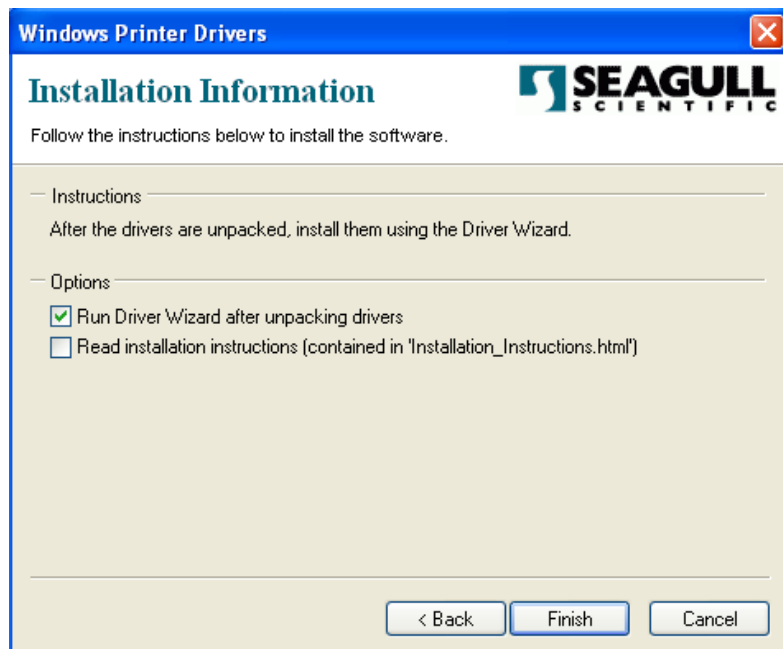 Windows Printer Drivers
Installation Information
SEAGULL
SCIENTIFIC
Follow the instructions below to install the software.
Instructions
After the drivers are unpacked, install them using the Driver Wizard.
Options
Run Driver Wizard after unpacking drivers
Read installation instructions (contained in 'Installation_Instructions.html')
< Back
Finish
Cancel